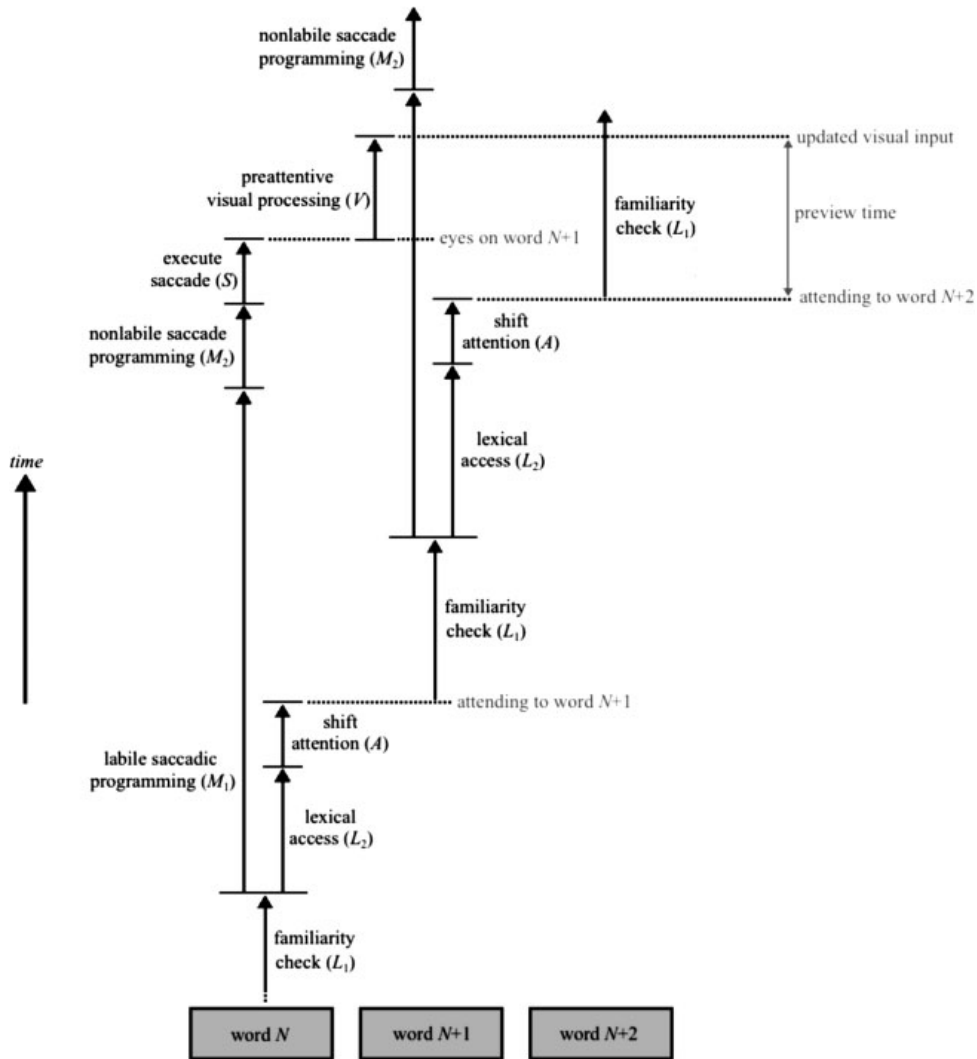 nonlabile saccade
programming (M₂)
updated visual input
preattentive
visual processing (V)
familiarity
check (L₁)
preview time
eyes on word N+1
execute
saccade (S)
attending to word N+2
nonlabile saccade
programming (M₂)
shift
attention (A)
time
lexical
access (L₂)
familiarity
check (L₁)
attending to word N+1
shift
attention (A)
labile saccadic
programming (M₁)
lexical
access (L₂)
familiarity
check (L₁)
word N
word N+1
word N+2